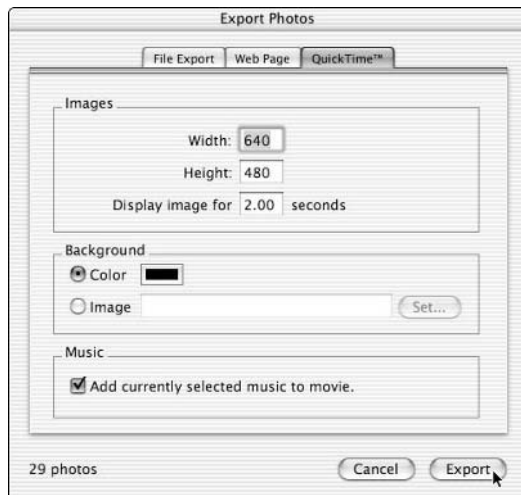 Export Photos
File Export Web Page QuickTime™
Images
Width: 640
Height: 480
Display image for 2.00 seconds
Background
Color
Image Set...
Music
Add currently selected music to movie.
29 photos Cancel Export